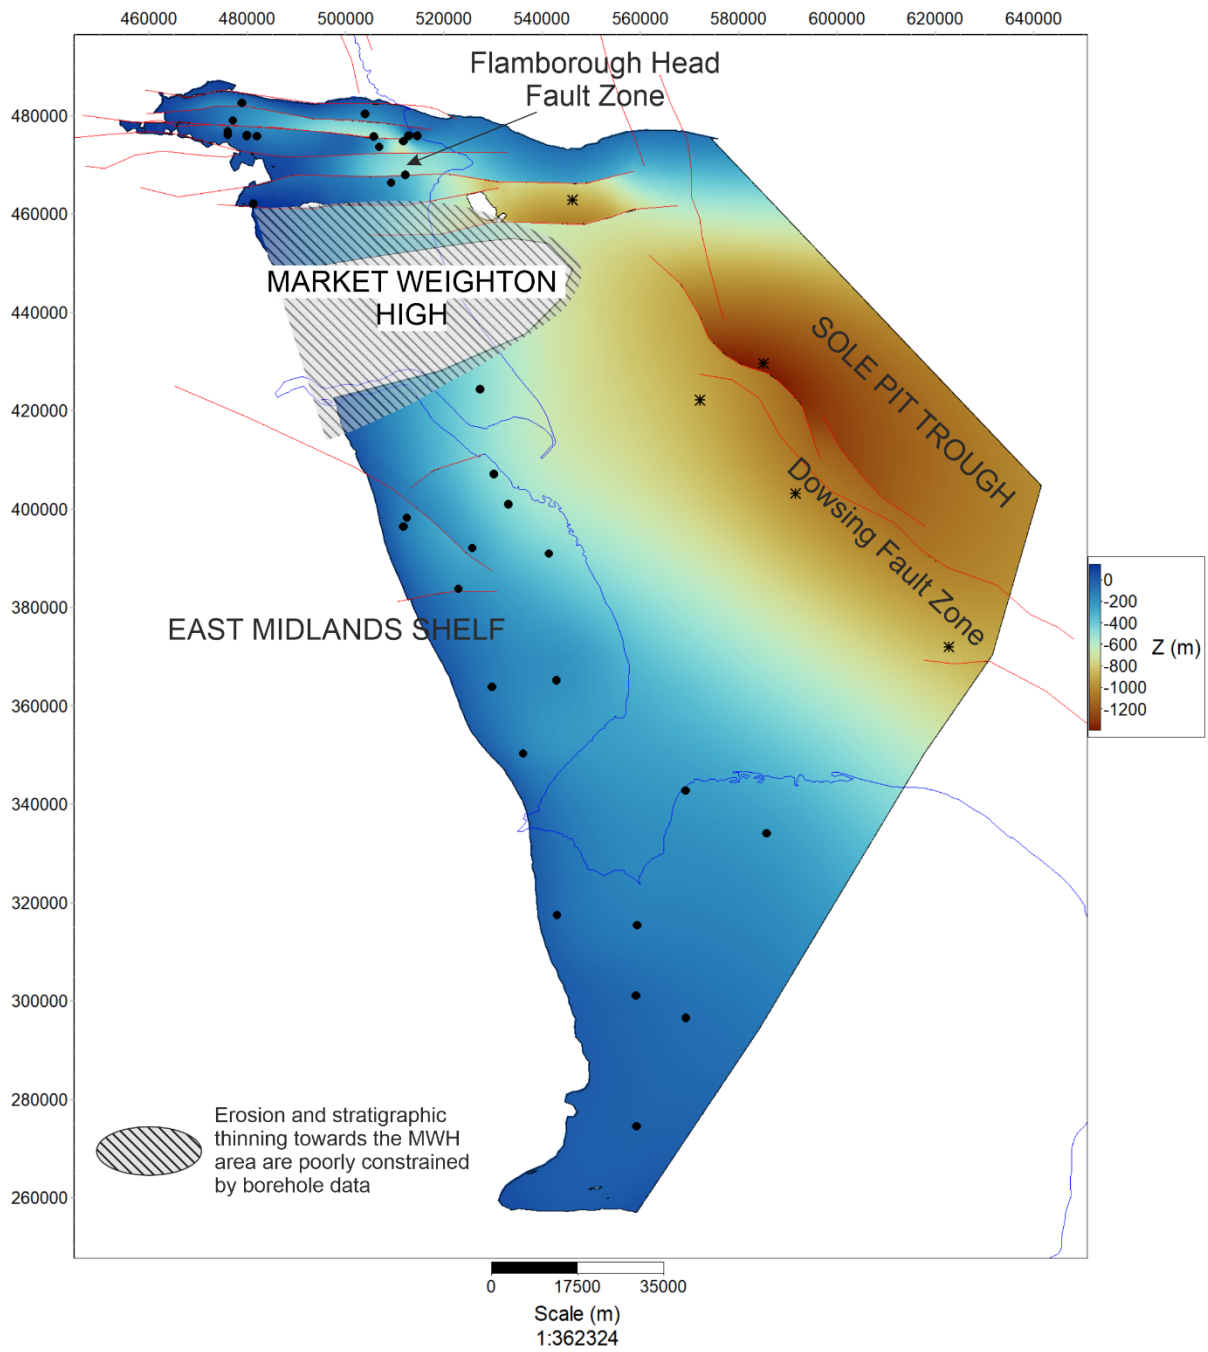 460000 480000 500000 520000 540000 560000 580000 600000 620000 640000
Flamborough Head
Fault Zone
480000
460000
MARKET WEIGHTON
HIGH
440000
SOLE PIT TROUGH
420000
Dowsing Fault Zone
400000
380000
EAST MIDLANDS SHELF
360000
340000
320000
300000
280000
260000
0
-200
-400
-600
-800
-1000
-1200
Z (m)
Erosion and stratigraphic
thinning towards the MWH
area are poorly constrained
by borehole data
0 17500 35000
Scale (m)
1:362324